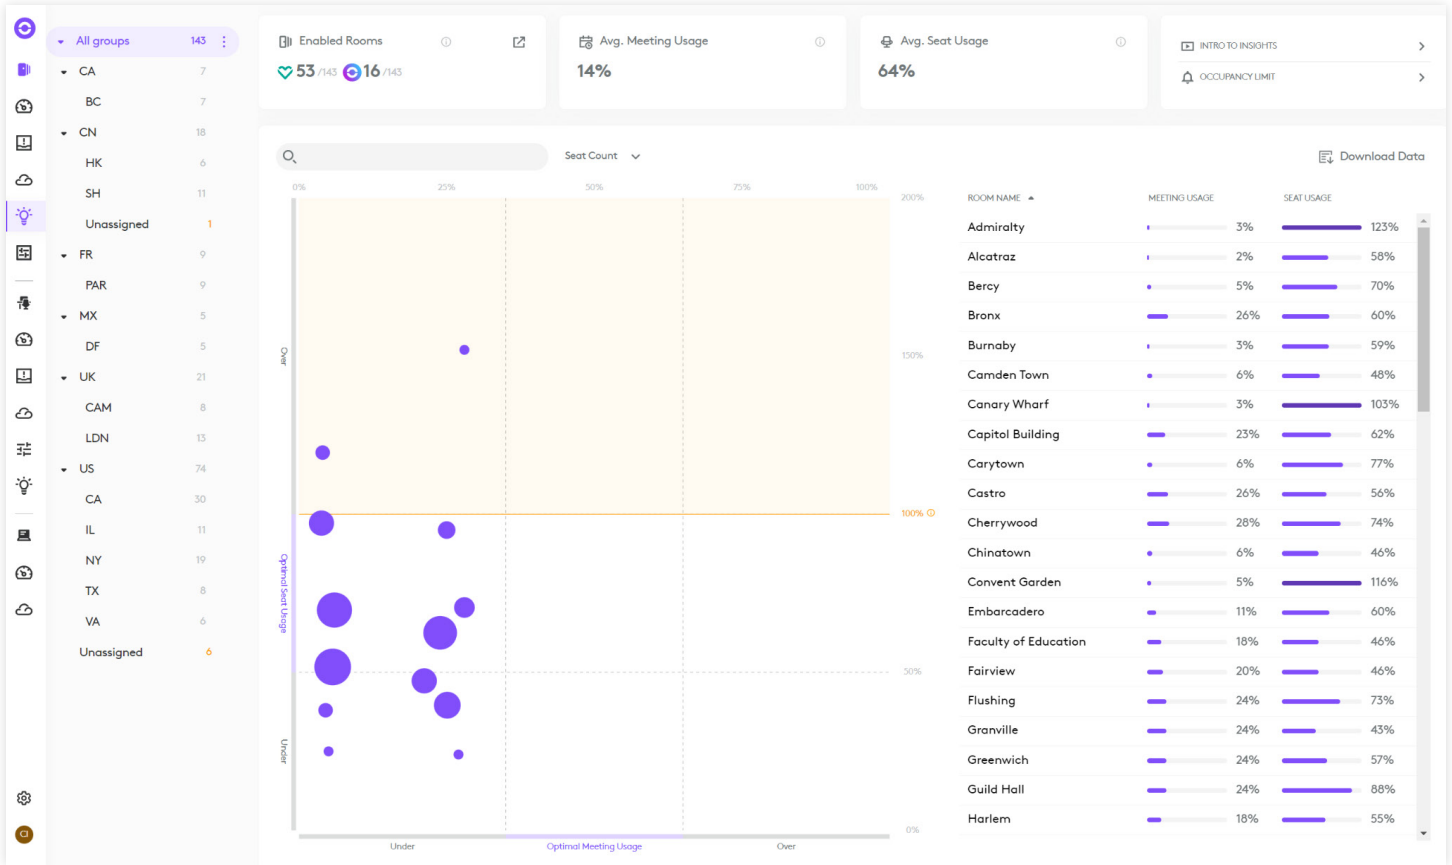 All groups 143
CA 7
BC 7
CN 18
HK 6
SH 11
Unassigned 1
FR 9
PAR 9
MX 5
DF 5
UK 21
CAM 8
LDN 13
US 74
CA 30
IL 11
NY 19
TX 8
VA 6
Unassigned 6
CI
Enabled Rooms
53 /143 16 /143
Avg. Meeting Usage
14%
Avg. Seat Usage
64%
INTRO TO INSIGHTS
OCCUPANCY LIMIT
Seat Count
Download Data
0% 25% 50% 75% 100%
200%
150%
100%
50%
0%
Over
Optimal Seat Usage
Under
Under Optimal Meeting Usage Over
ROOM NAME MEETING USAGE SEAT USAGE
Admiralty 3% 123%
Alcatraz 2% 58%
Bercy 5% 70%
Bronx 26% 60%
Burnaby 3% 59%
Camden Town 6% 48%
Canary Wharf 3% 103%
Capitol Building 23% 62%
Carytown 6% 77%
Castro 26% 56%
Cherrywood 28% 74%
Chinatown 6% 46%
Convent Garden 5% 116%
Embarcadero 11% 60%
Faculty of Education 18% 46%
Fairview 20% 46%
Flushing 24% 73%
Granville 24% 43%
Greenwich 24% 57%
Guild Hall 24% 88%
Harlem 18% 55%